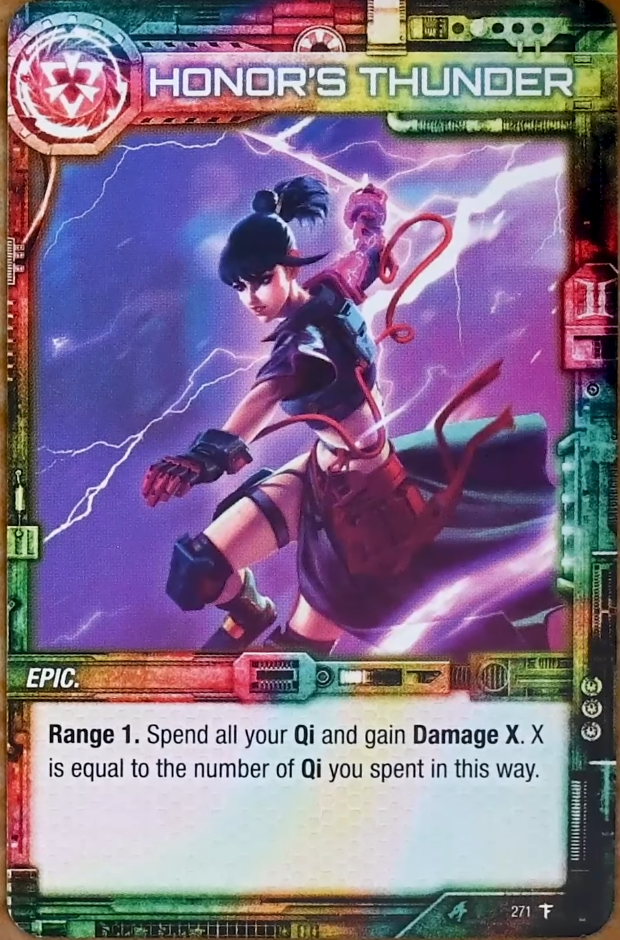 HONOR'S THUNDER
EPIC.
Range 1. Spend all your Qi and gain Damage X. X
is equal to the number of Qi you spent in this way.
271